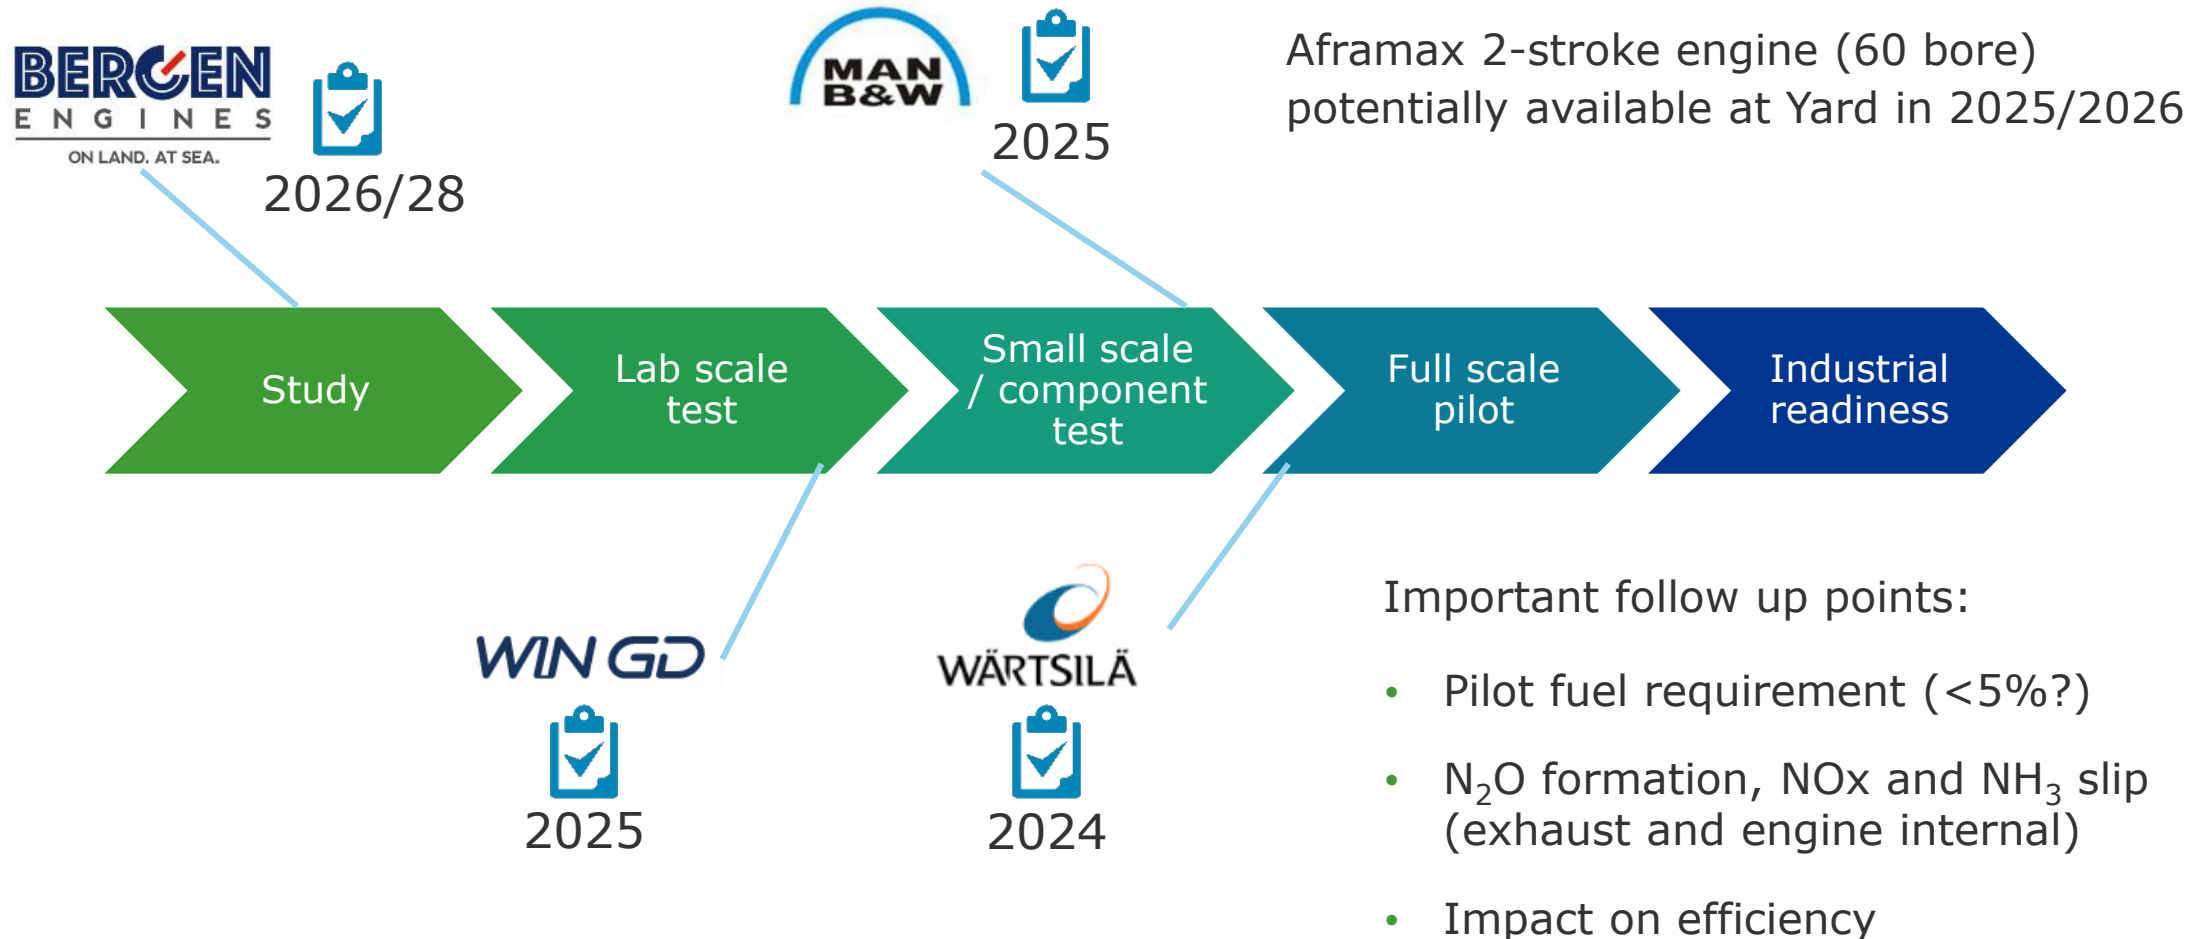 BERGEN
ENGINES
ON LAND. AT SEA.
2026/28
MAN
B&W
2025
Aframax 2-stroke engine (60 bore)
potentially available at Yard in 2025/2026
Study
Lab scale
test
Small scale
/ component
test
Full scale
pilot
Industrial
readiness
WIN GD
2025
WÄRTSILÄ
2024
Important follow up points:
• Pilot fuel requirement (<5%?)
• N₂O formation, NOx and NH₃ slip
(exhaust and engine internal)
• Impact on efficiency